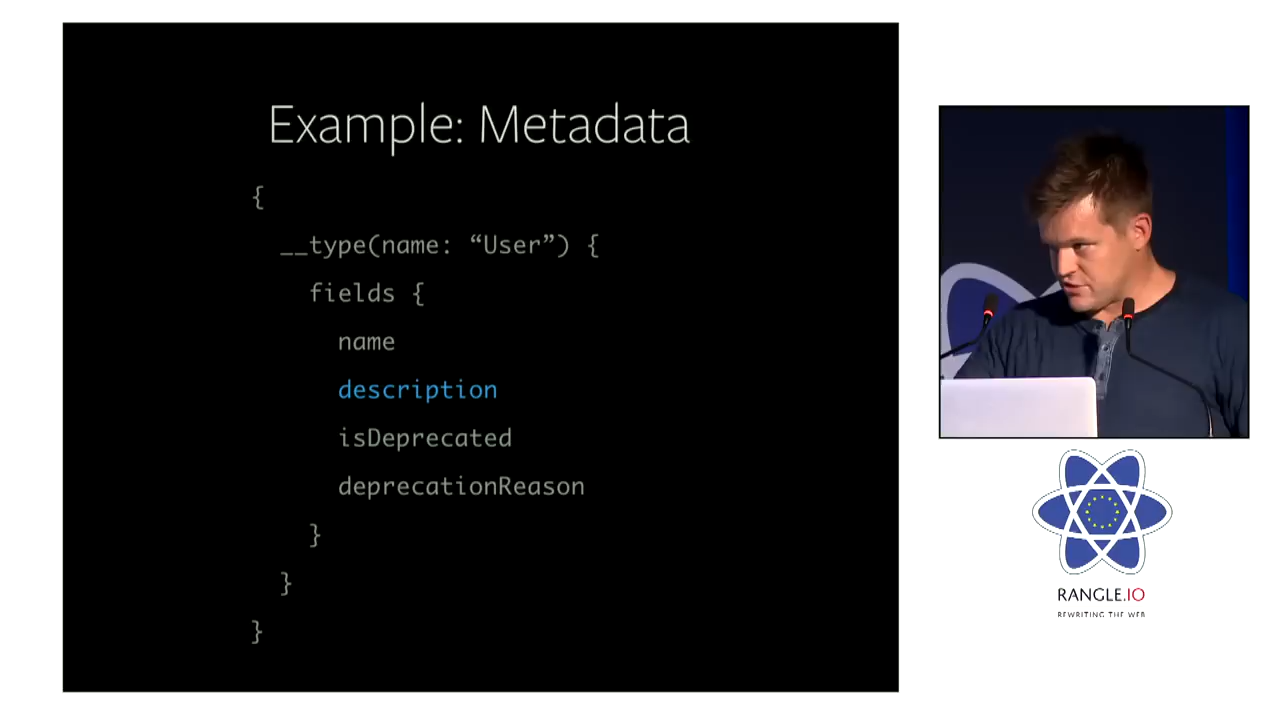 Example: Metadata
{
__type(name: “User”) {
fields {
name
description
isDeprecated
deprecationReason
}
}
}
RANGLE.IO
REWRITING THE WEB